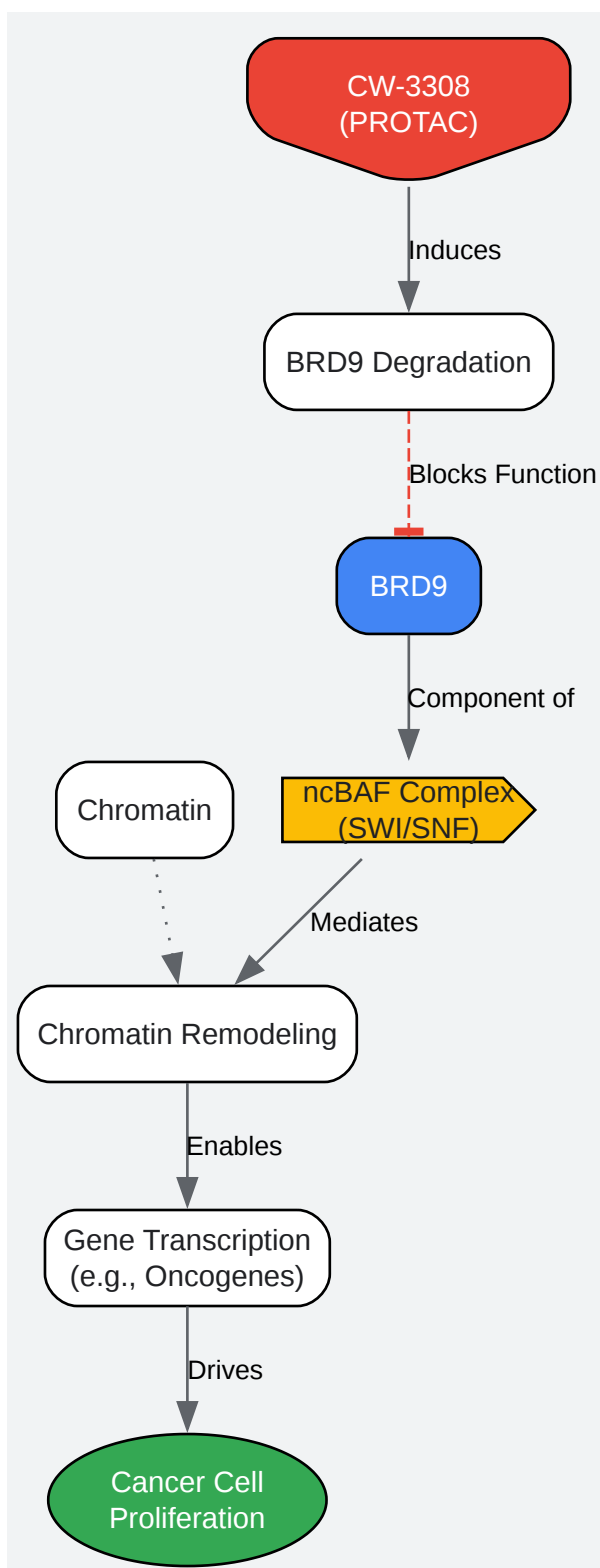 CW-3308
(PROTAC)
Induces
BRD9 Degradation
Blocks Function
BRD9
Component of
Chromatin
ncBAF Complex
(SWI/SNF)
Mediates
Chromatin Remodeling
Enables
Gene Transcription
(e.g., Oncogenes)
Drives
Cancer Cell
Proliferation